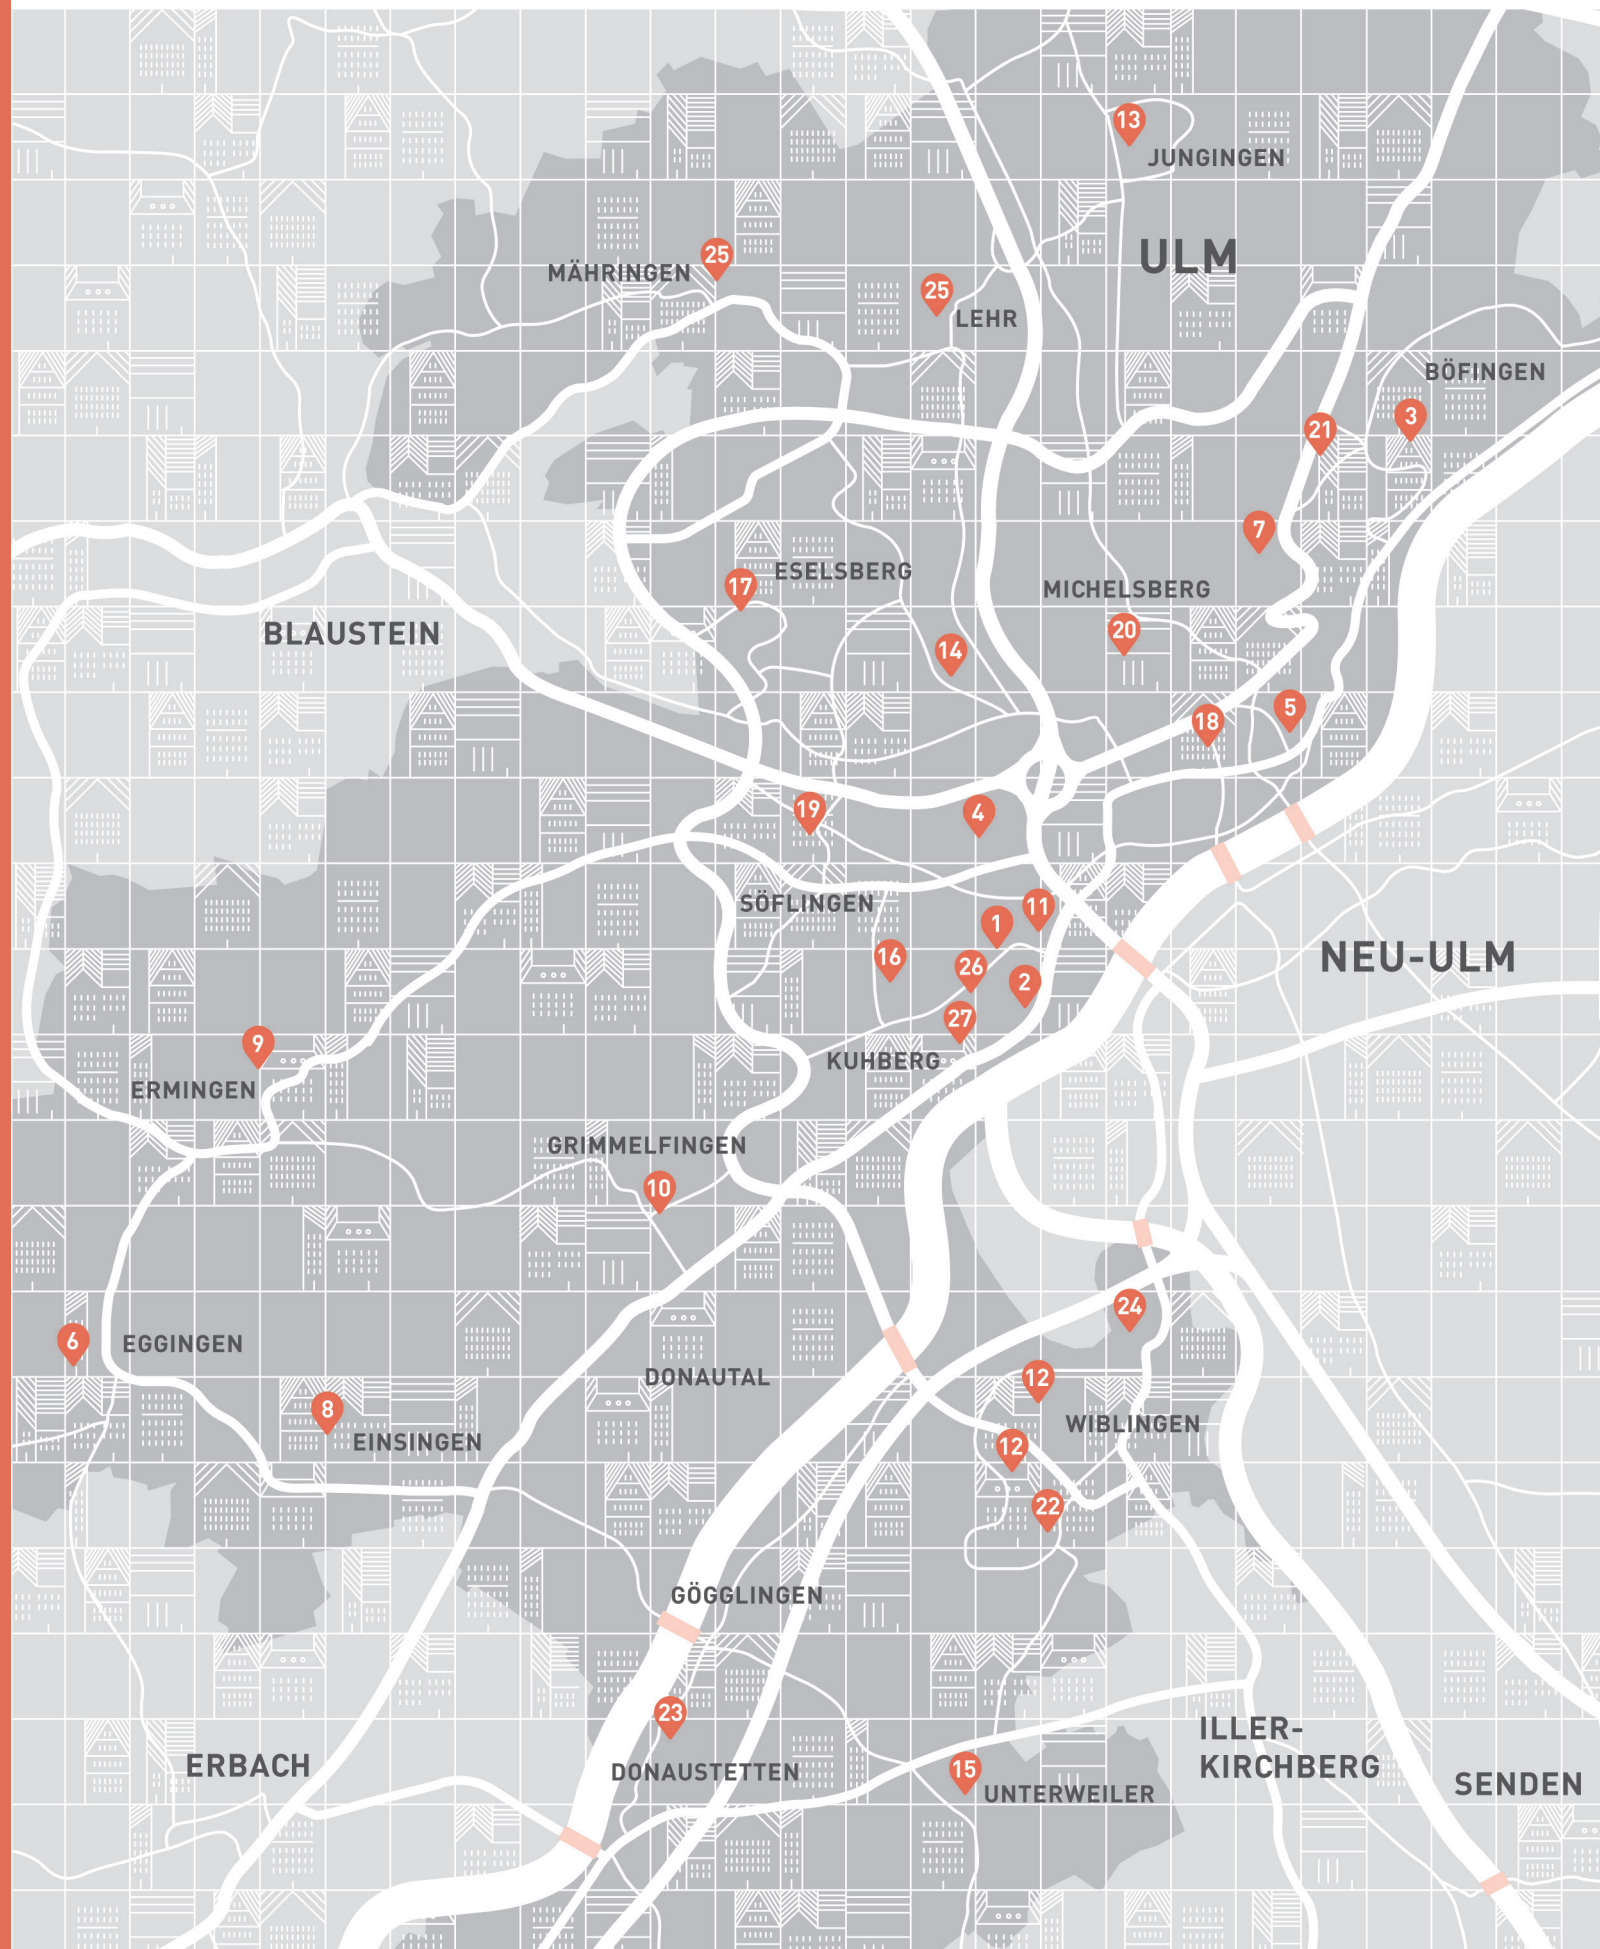 13
JUNGINGEN
ULM
25
MÄHRINGEN
25
LEHR
BÖFINGEN
3
21
7
ESELSBERG
17
MICHELSBERG
20
BLAUSTEIN
14
5
18
19
4
SÖFLINGEN
11
1
16
26
2
NEU-ULM
27
9
KUHBERG
ERMINGEN
GRIMMELFINGEN
10
24
6
EGGINGEN
DONAUTAL
12
8
WIBLINGEN
EINSINGEN
12
22
GÖGGLINGEN
23
ILLER-
KIRCHBERG
ERBACH
DONAUSTETTEN
15
UNTERWEILER
SENDEN